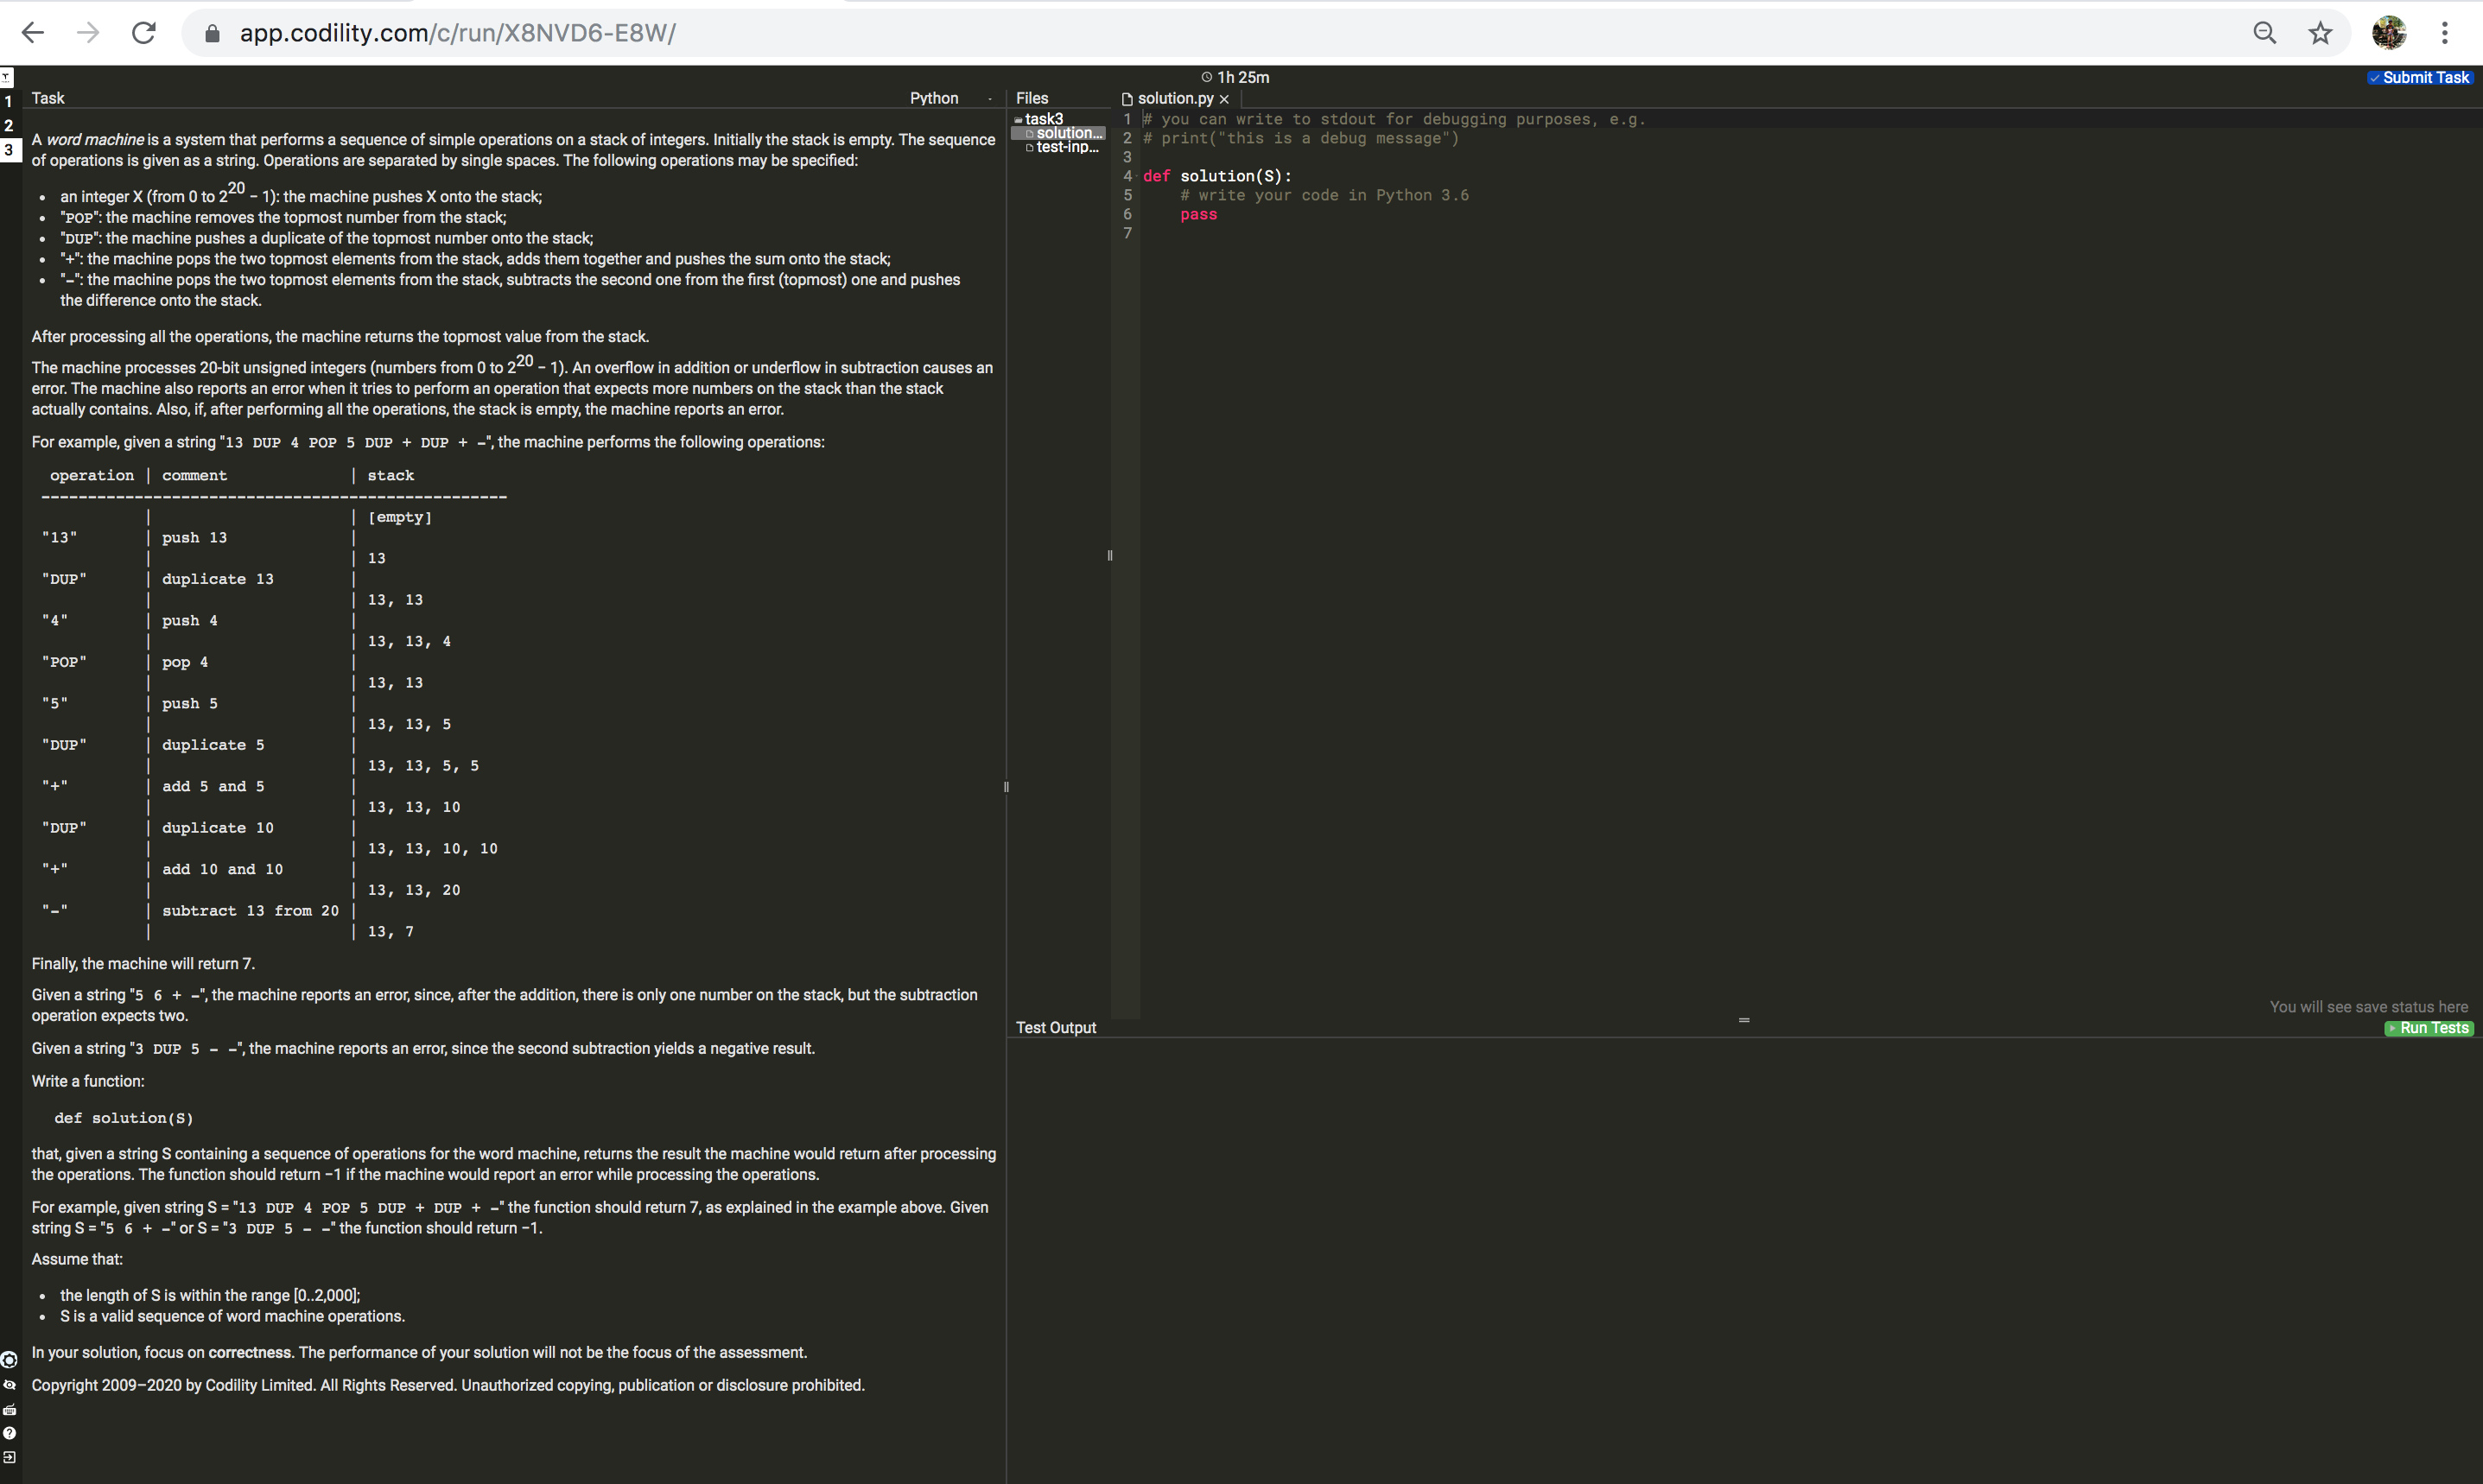 app.codility.com/c/run/X8NVD6-E8W/
1h 25m
Submit Task
1
2
3
Task
Python
A word machine is a system that performs a sequence of simple operations on a stack of integers. Initially the stack is empty. The sequence
of operations is given as a string. Operations are separated by single spaces. The following operations may be specified:
• an integer X (from 0 to 2^20 − 1): the machine pushes X onto the stack;
• "POP": the machine removes the topmost number from the stack;
• "DUP": the machine pushes a duplicate of the topmost number onto the stack;
• "+": the machine pops the two topmost elements from the stack, adds them together and pushes the sum onto the stack;
• "−": the machine pops the two topmost elements from the stack, subtracts the second one from the first (topmost) one and pushes
the difference onto the stack.
After processing all the operations, the machine returns the topmost value from the stack.
The machine processes 20-bit unsigned integers (numbers from 0 to 2^20 − 1). An overflow in addition or underflow in subtraction causes an
error. The machine also reports an error when it tries to perform an operation that expects more numbers on the stack than the stack
actually contains. Also, if, after performing all the operations, the stack is empty, the machine reports an error.
For example, given a string "13 DUP 4 POP 5 DUP + DUP + −", the machine performs the following operations:
operation | comment | stack
--------------------------------------------------
| | [empty]
"13" | push 13 |
| | 13
"DUP" | duplicate 13 |
| | 13, 13
"4" | push 4 |
| | 13, 13, 4
"POP" | pop 4 |
| | 13, 13
"5" | push 5 |
| | 13, 13, 5
"DUP" | duplicate 5 |
| | 13, 13, 5, 5
"+" | add 5 and 5 |
| | 13, 13, 10
"DUP" | duplicate 10 |
| | 13, 13, 10, 10
"+" | add 10 and 10 |
| | 13, 13, 20
"−" | subtract 13 from 20 |
| | 13, 7
Finally, the machine will return 7.
Given a string "5 6 + −", the machine reports an error, since, after the addition, there is only one number on the stack, but the subtraction
operation expects two.
Given a string "3 DUP 5 − −", the machine reports an error, since the second subtraction yields a negative result.
Write a function:
def solution(S)
that, given a string S containing a sequence of operations for the word machine, returns the result the machine would return after processing
the operations. The function should return −1 if the machine would report an error while processing the operations.
For example, given string S = "13 DUP 4 POP 5 DUP + DUP + −" the function should return 7, as explained in the example above. Given
string S = "5 6 + −" or S = "3 DUP 5 − −" the function should return −1.
Assume that:
• the length of S is within the range [0..2,000];
• S is a valid sequence of word machine operations.
In your solution, focus on correctness. The performance of your solution will not be the focus of the assessment.
Copyright 2009–2020 by Codility Limited. All Rights Reserved. Unauthorized copying, publication or disclosure prohibited.
Files
task3
solution...
test-inp...
solution.py ×
1 # you can write to stdout for debugging purposes, e.g.
2 # print("this is a debug message")
3
4 def solution(S):
5     # write your code in Python 3.6
6     pass
7
You will see save status here
Test Output
Run Tests